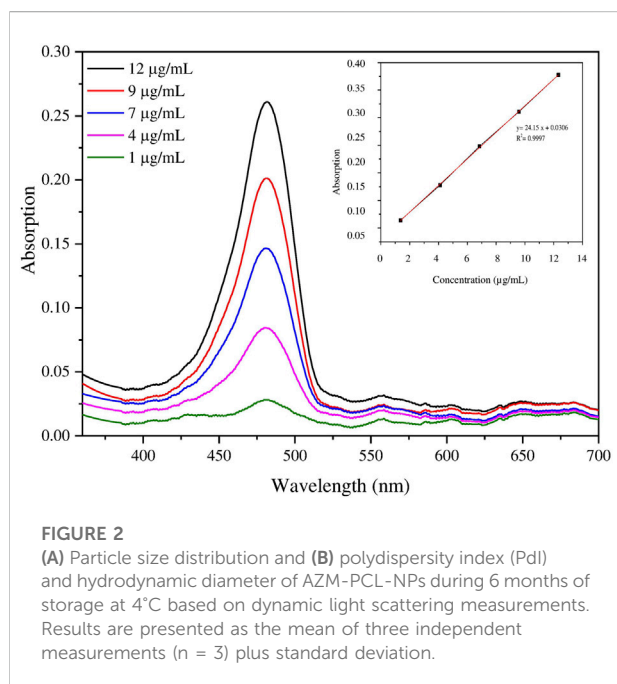 0.30
0.25
0.20
0.15
0.10
0.05
0.00
Absorption
12 μg/mL
9 μg/mL
7 μg/mL
4 μg/mL
1 μg/mL
0.40
0.35
0.30
0.20
0.15
0.10
0.05
Absorption
y= 24.15 x + 0.0306
R²= 0.9997
0 2 4 6 8 10 12 14
Concentration (μg/mL)
400 450 500 550 600 650 700
Wavelength (nm)
FIGURE 2
(A) Particle size distribution and (B) polydispersity index (PdI)
and hydrodynamic diameter of AZM-PCL-NPs during 6 months of
storage at 4°C based on dynamic light scattering measurements.
Results are presented as the mean of three independent
measurements (n = 3) plus standard deviation.